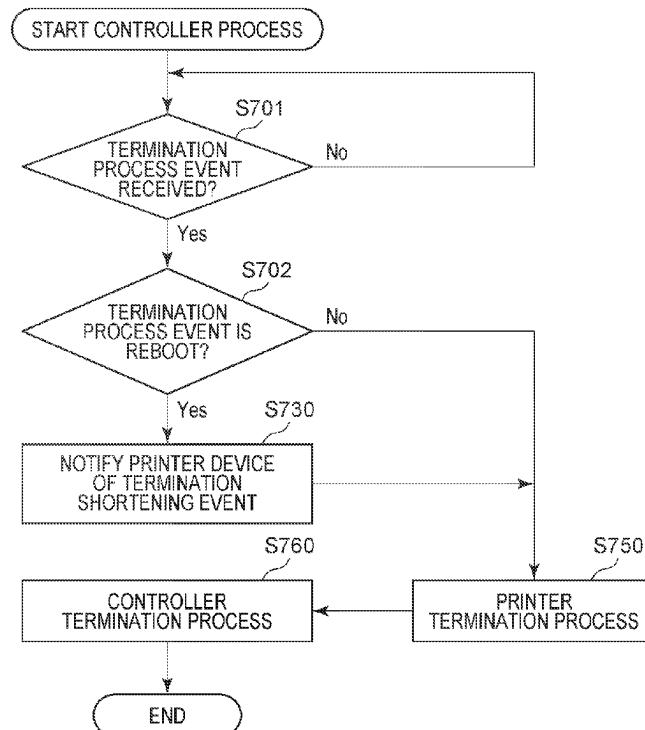 START CONTROLLER PROCESS
S701
TERMINATION
PROCESS EVENT
RECEIVED?
No
Yes
S702
TERMINATION
PROCESS EVENT IS
REBOOT?
No
Yes
S730
NOTIFY PRINTER DEVICE
OF TERMINATION
SHORTENING EVENT
S760
CONTROLLER
TERMINATION PROCESS
S750
PRINTER
TERMINATION PROCESS
END